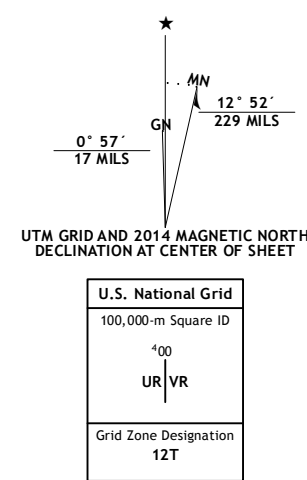 ★
MN
GN
12° 52´
229 MILS
0° 57´
17 MILS
UTM GRID AND 2014 MAGNETIC NORTH
DECLINATION AT CENTER OF SHEET
U.S. National Grid
100,000-m Square ID
⁴00
UR VR
Grid Zone Designation
12T